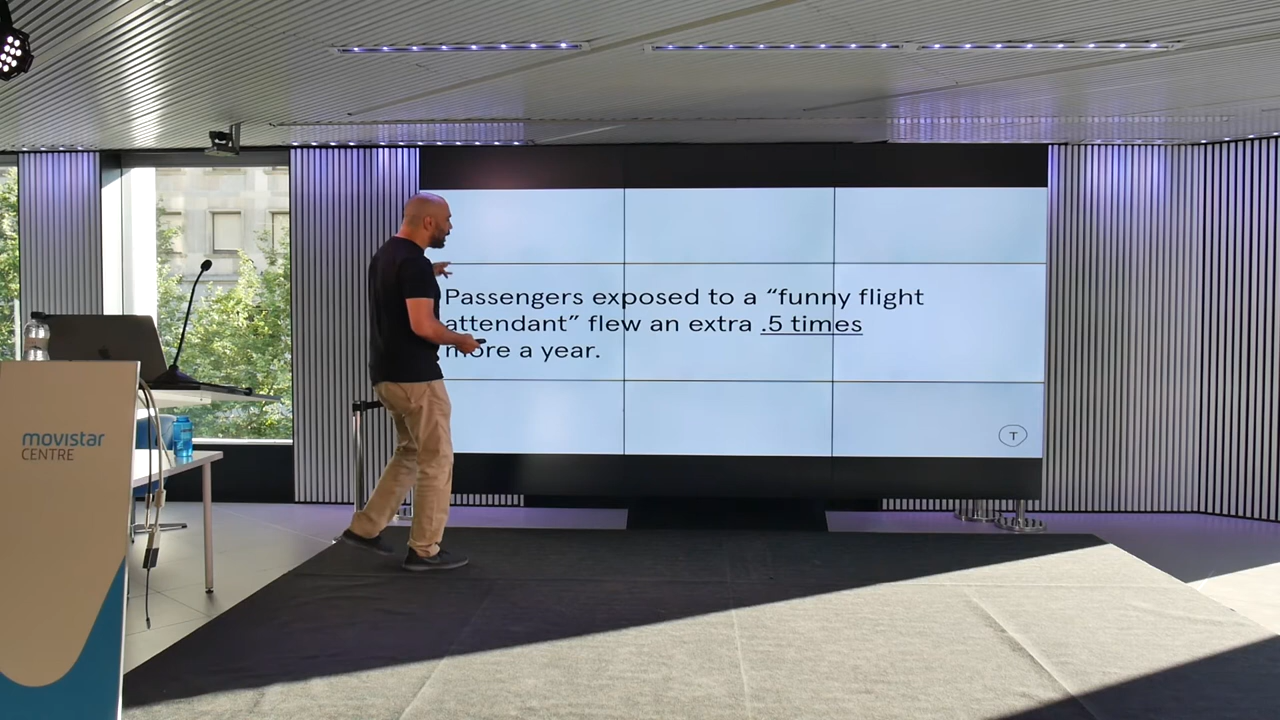 Passengers exposed to a “funny flight
attendant” flew an extra .5 times
more a year.
T
movistar
CENTRE